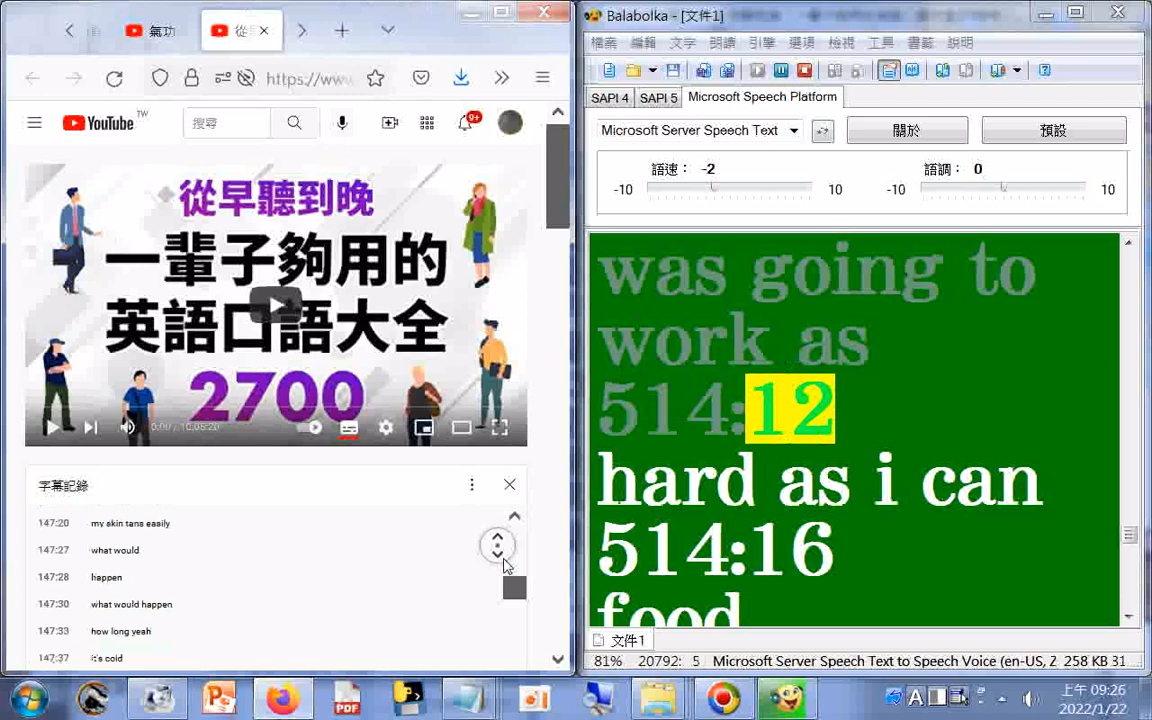 氣功
從
https://www
YouTube TW
搜尋
9+
從早聽到晚
一輩子夠用的
英語口語大全
2700
0:00 / 10:05:20
字幕記錄
147:20 my skin tans easily
147:27 what would
147:28 happen
147:30 what would happen
147:33 how long yeah
147:37 it's cold
Balabolka - [文件1]
檔案 編輯 文字 朗讀 引擎 選項 檢視 工具 書籤 說明
SAPI 4 SAPI 5 Microsoft Speech Platform
Microsoft Server Speech Text 關於 預設
語速： -2 語調： 0
-10 10 -10 10
was going to
work as
514:12
hard as i can
514:16
food
文件1
81% 20792: 5 Microsoft Server Speech Text to Speech Voice (en-US, Z 258 KB 31
PDF
上午 09:26
2022/1/22